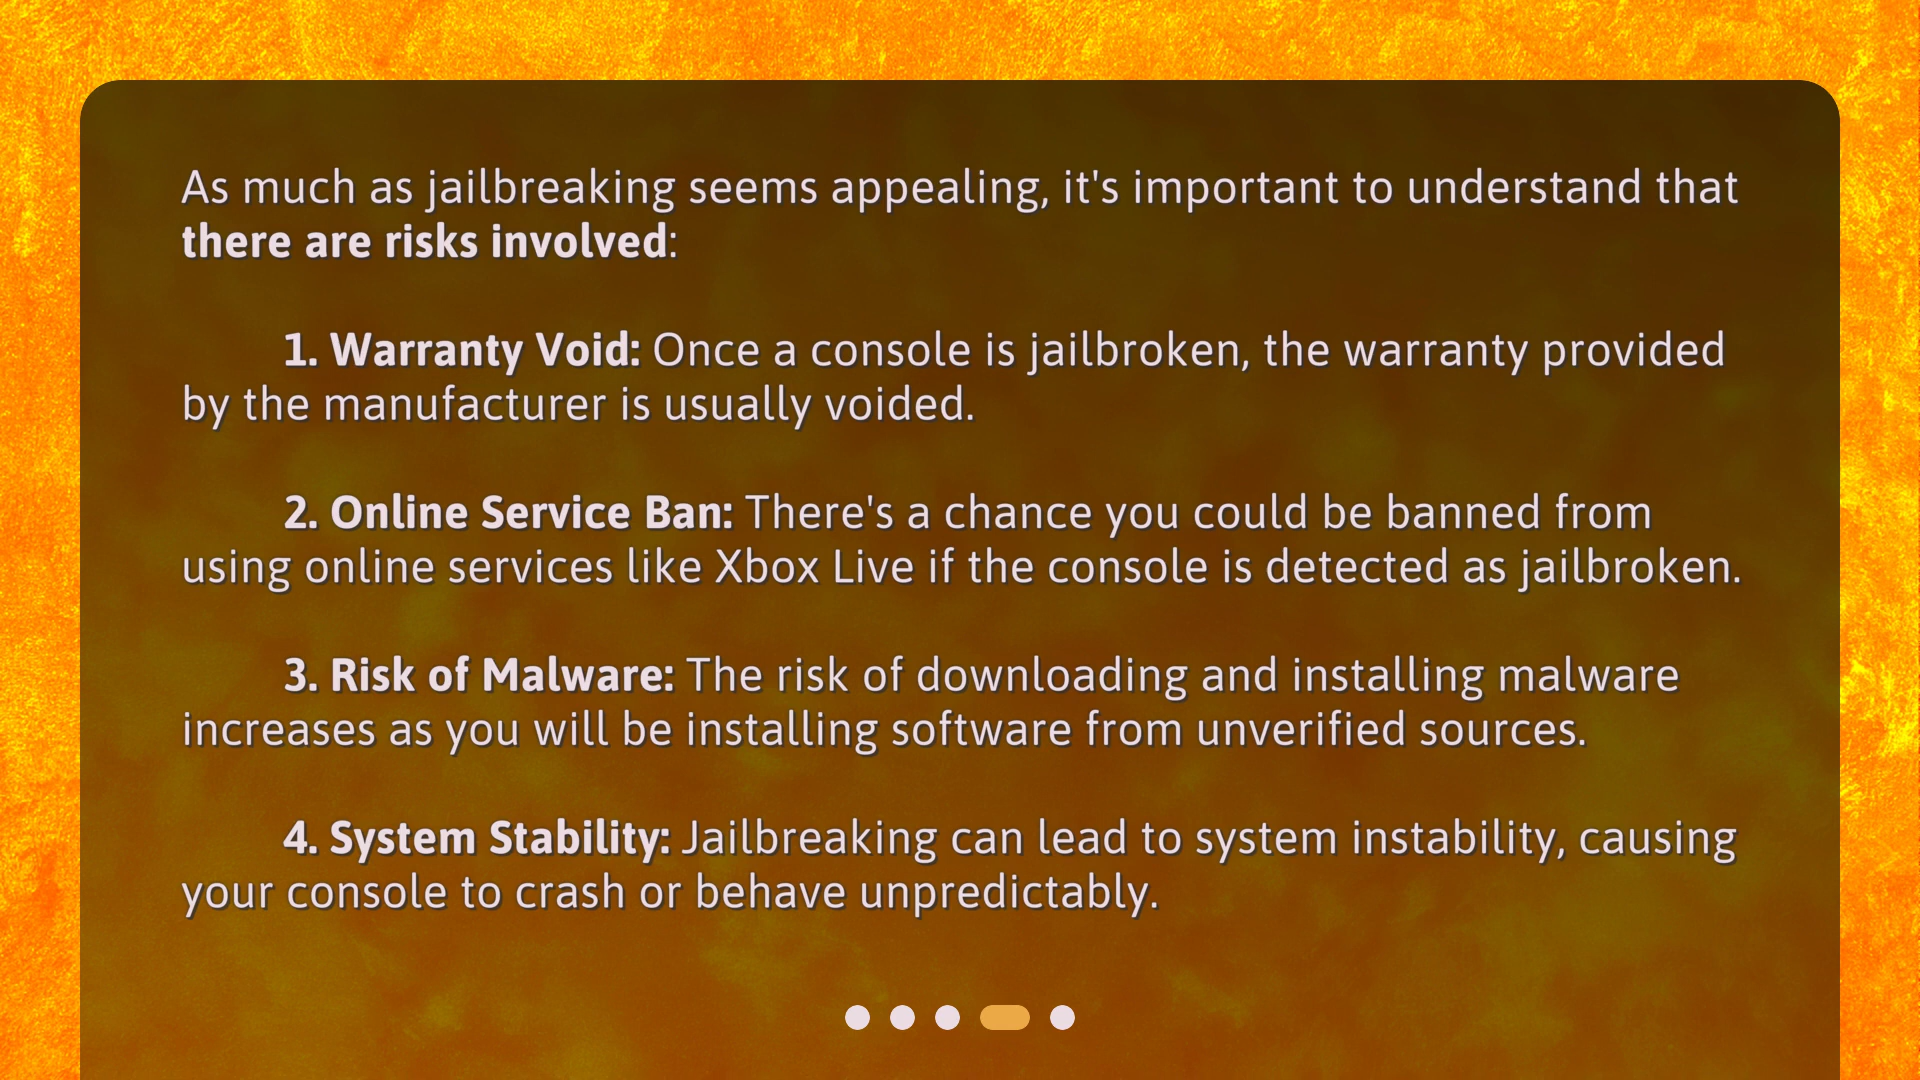 As much as jailbreaking seems appealing, it's important to understand that
there are risks involved:
1. Warranty Void: Once a console is jailbroken, the warranty provided
by the manufacturer is usually voided.
2. Online Service Ban: There's a chance you could be banned from
using online services like Xbox Live if the console is detected as jailbroken.
3. Risk of Malware: The risk of downloading and installing malware
increases as you will be installing software from unverified sources.
4. System Stability: Jailbreaking can lead to system instability, causing
your console to crash or behave unpredictably.